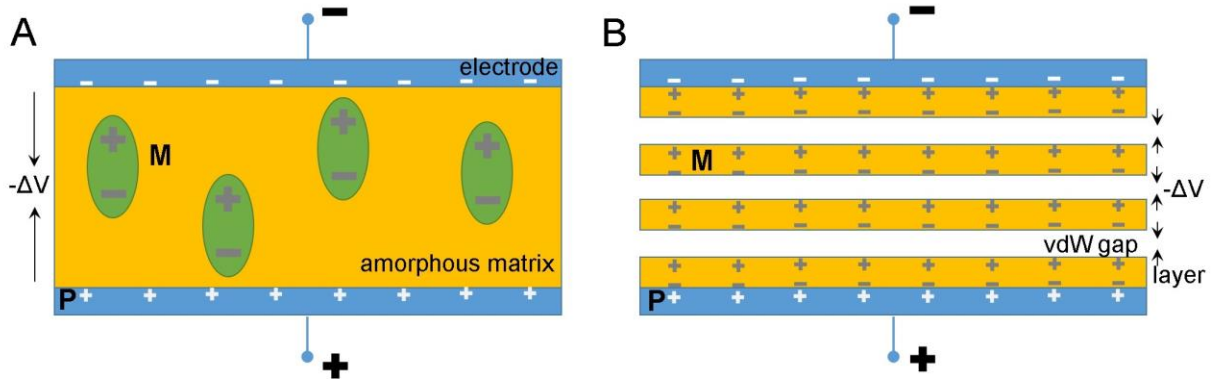 A
electrode
M
-ΔV
amorphous matrix
P
B
M
-ΔV
vdW gap
layer
P